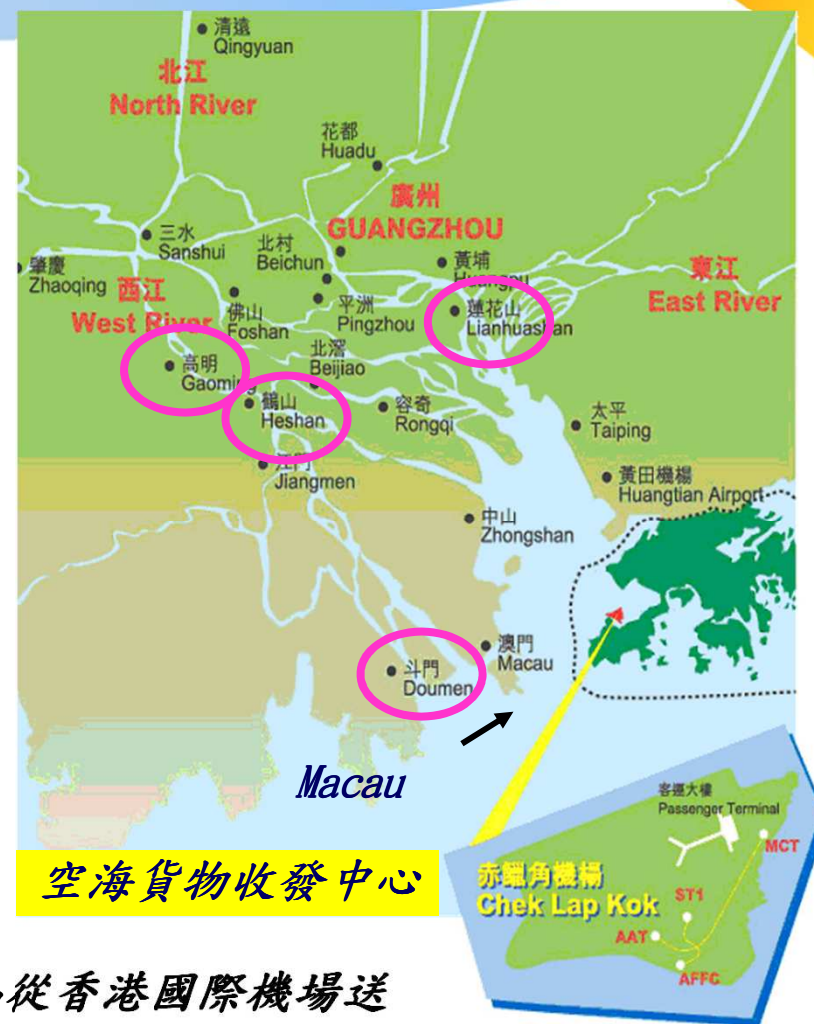 清遠
Qingyuan
北江
North River
花都
Huadu
廣州
GUANGZHOU
三水
Sanshui
北村
Beichun
黃埔
Huangpu
肇慶
Zhaoqing
西江
West River
佛山
Foshan
平洲
Pingzhou
蓮花山
Lianhuashan
東江
East River
高明
Gaoming
北滘
Beijiao
鶴山
Heshan
容奇
Rongqi
太平
Taiping
江門
Jiangmen
黃田機場
Huangtian Airport
中山
Zhongshan
澳門
Macau
斗門
Doumen
Macau
客運大樓
Passenger Terminal
MCT
空海貨物收發中心
赤鱲角機場
Chek Lap Kok
ST1
AAT
AFFC
從香港國際機場送